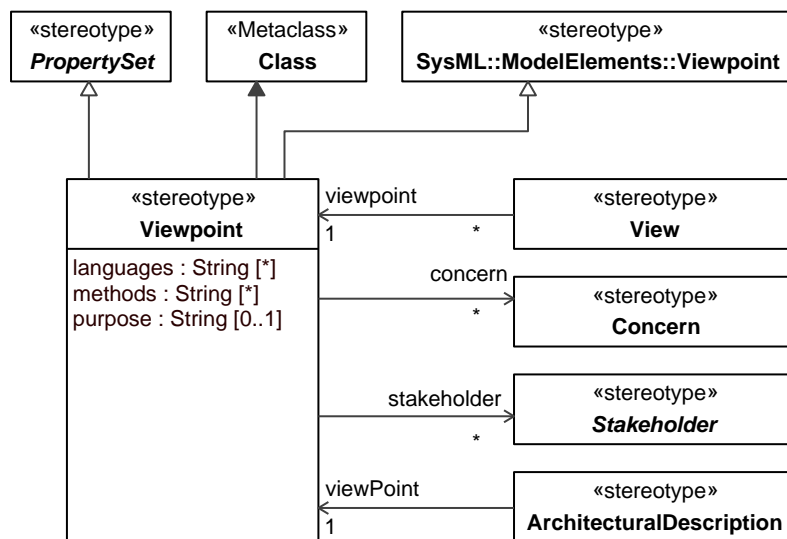 «stereotype»
PropertySet
«Metaclass»
Class
«stereotype»
SysML::ModelElements::Viewpoint
«stereotype»
Viewpoint
languages : String [*]
methods : String [*]
purpose : String [0..1]
viewpoint
1
*
«stereotype»
View
concern
*
«stereotype»
Concern
stakeholder
*
«stereotype»
Stakeholder
viewPoint
1
«stereotype»
ArchitecturalDescription